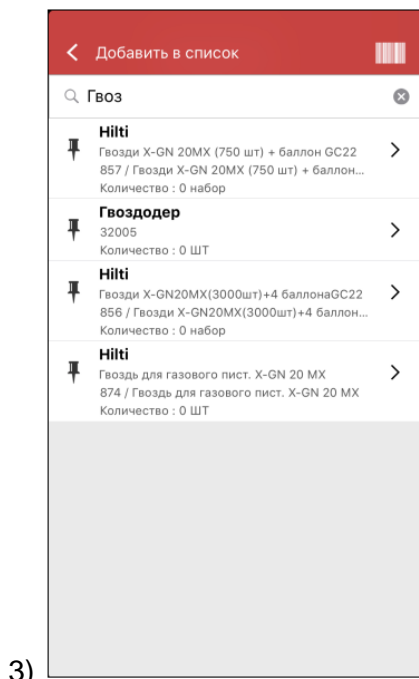 Добавить в список
Гвоз
Hilti
Гвозди X-GN 20MX (750 шт) + баллон GC22
857 / Гвозди X-GN 20MX (750 шт) + баллон...
Количество : 0 набор
Гвоздодер
32005
Количество : 0 ШТ
Hilti
Гвозди X-GN20MX(3000шт)+4 баллонаGC22
856 / Гвозди X-GN20MX(3000шт)+4 баллон...
Количество : 0 набор
Hilti
Гвоздь для газового пист. X-GN 20 MX
874 / Гвоздь для газового пист. X-GN 20 MX
Количество : 0 ШТ
3)